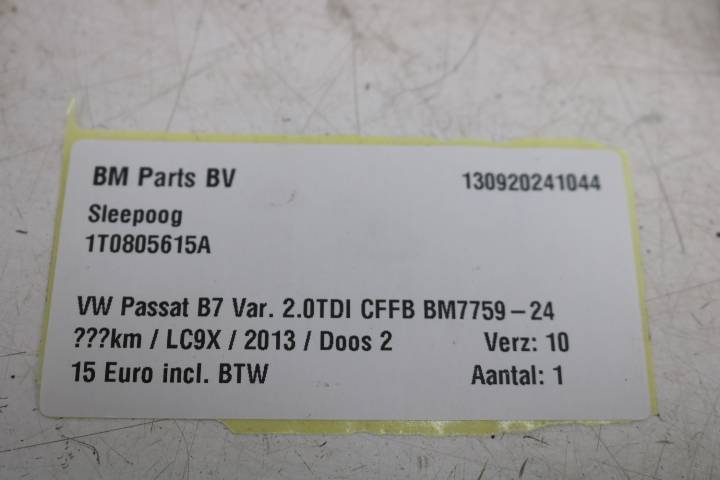 BM Parts BV 130920241044
Sleepoog
1T0805615A
VW Passat B7 Var. 2.0TDI CFFB BM7759-24
???km / LC9X / 2013 / Doos 2 Verz: 10
15 Euro incl. BTW Aantal: 1